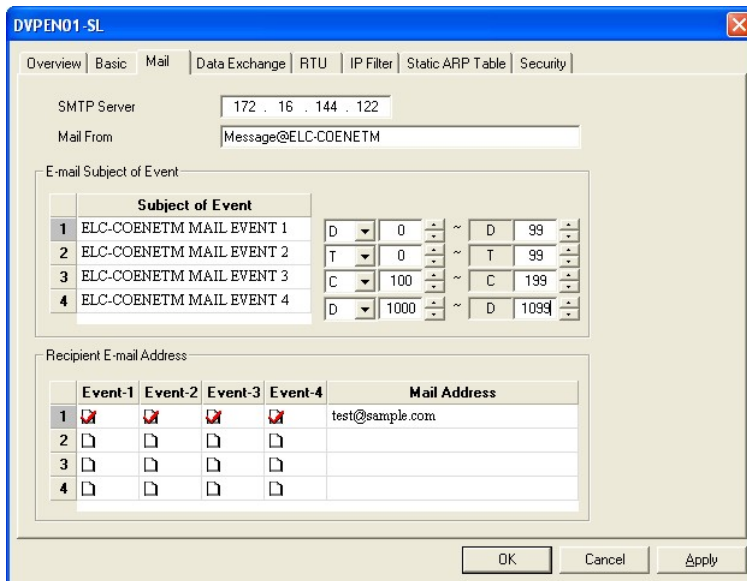 DVPEN01-SL
Overview Basic Mail Data Exchange RTU IP Filter Static ARP Table Security
SMTP Server 172 . 16 . 144 . 122
Mail From Message@ELC-COENETM
E-mail Subject of Event
Subject of Event
1 ELC-COENETM MAIL EVENT 1 D 0 ~ D 99
2 ELC-COENETM MAIL EVENT 2 T 0 ~ T 99
3 ELC-COENETM MAIL EVENT 3 C 100 ~ C 199
4 ELC-COENETM MAIL EVENT 4 D 1000 ~ D 1099
Recipient E-mail Address
Event-1 Event-2 Event-3 Event-4 Mail Address
1 test@sample.com
2
3
4
OK Cancel Apply